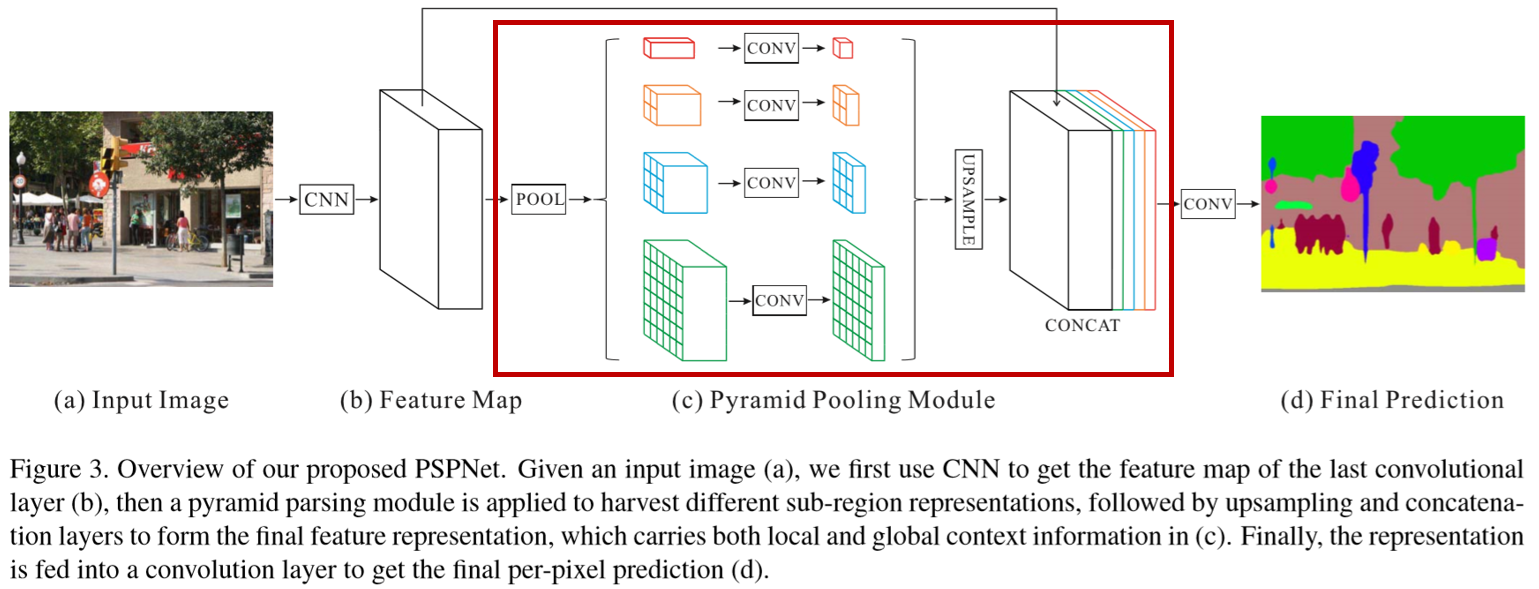 CNN
POOL
CONV
CONV
CONV
CONV
UPSAMPLE
CONCAT
CONV
(a) Input Image
(b) Feature Map
(c) Pyramid Pooling Module
(d) Final Prediction
Figure 3. Overview of our proposed PSPNet. Given an input image (a), we first use CNN to get the feature map of the last convolutional
layer (b), then a pyramid parsing module is applied to harvest different sub-region representations, followed by upsampling and concatena-
tion layers to form the final feature representation, which carries both local and global context information in (c). Finally, the representation
is fed into a convolution layer to get the final per-pixel prediction (d).